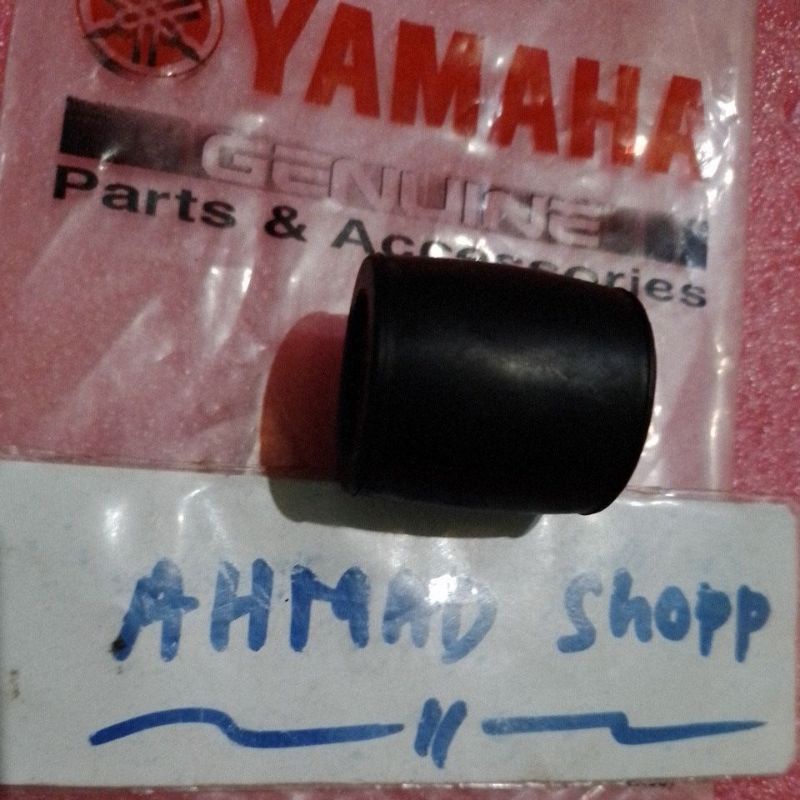 YAMAHA
GENUINE
Parts & Accessories
AHMAD Shopp